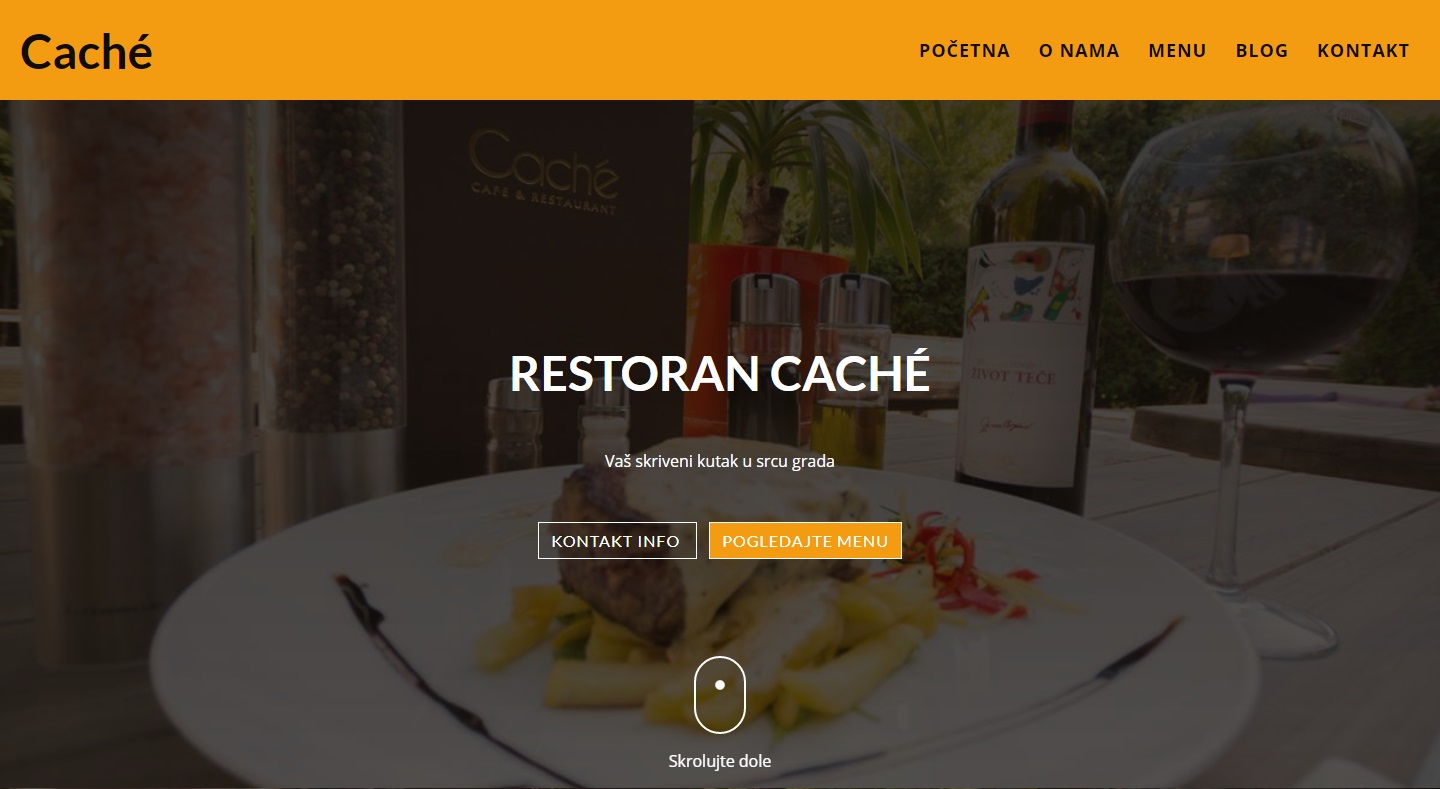 Caché
POČETNA O NAMA MENU BLOG KONTAKT
Caché
CAFE & RESTAURANT
ŽIVOT TEČE
RESTORAN CACHÉ
Vaš skriveni kutak u srcu grada
KONTAKT INFO POGLEDAJTE MENU
Skrolujte dole